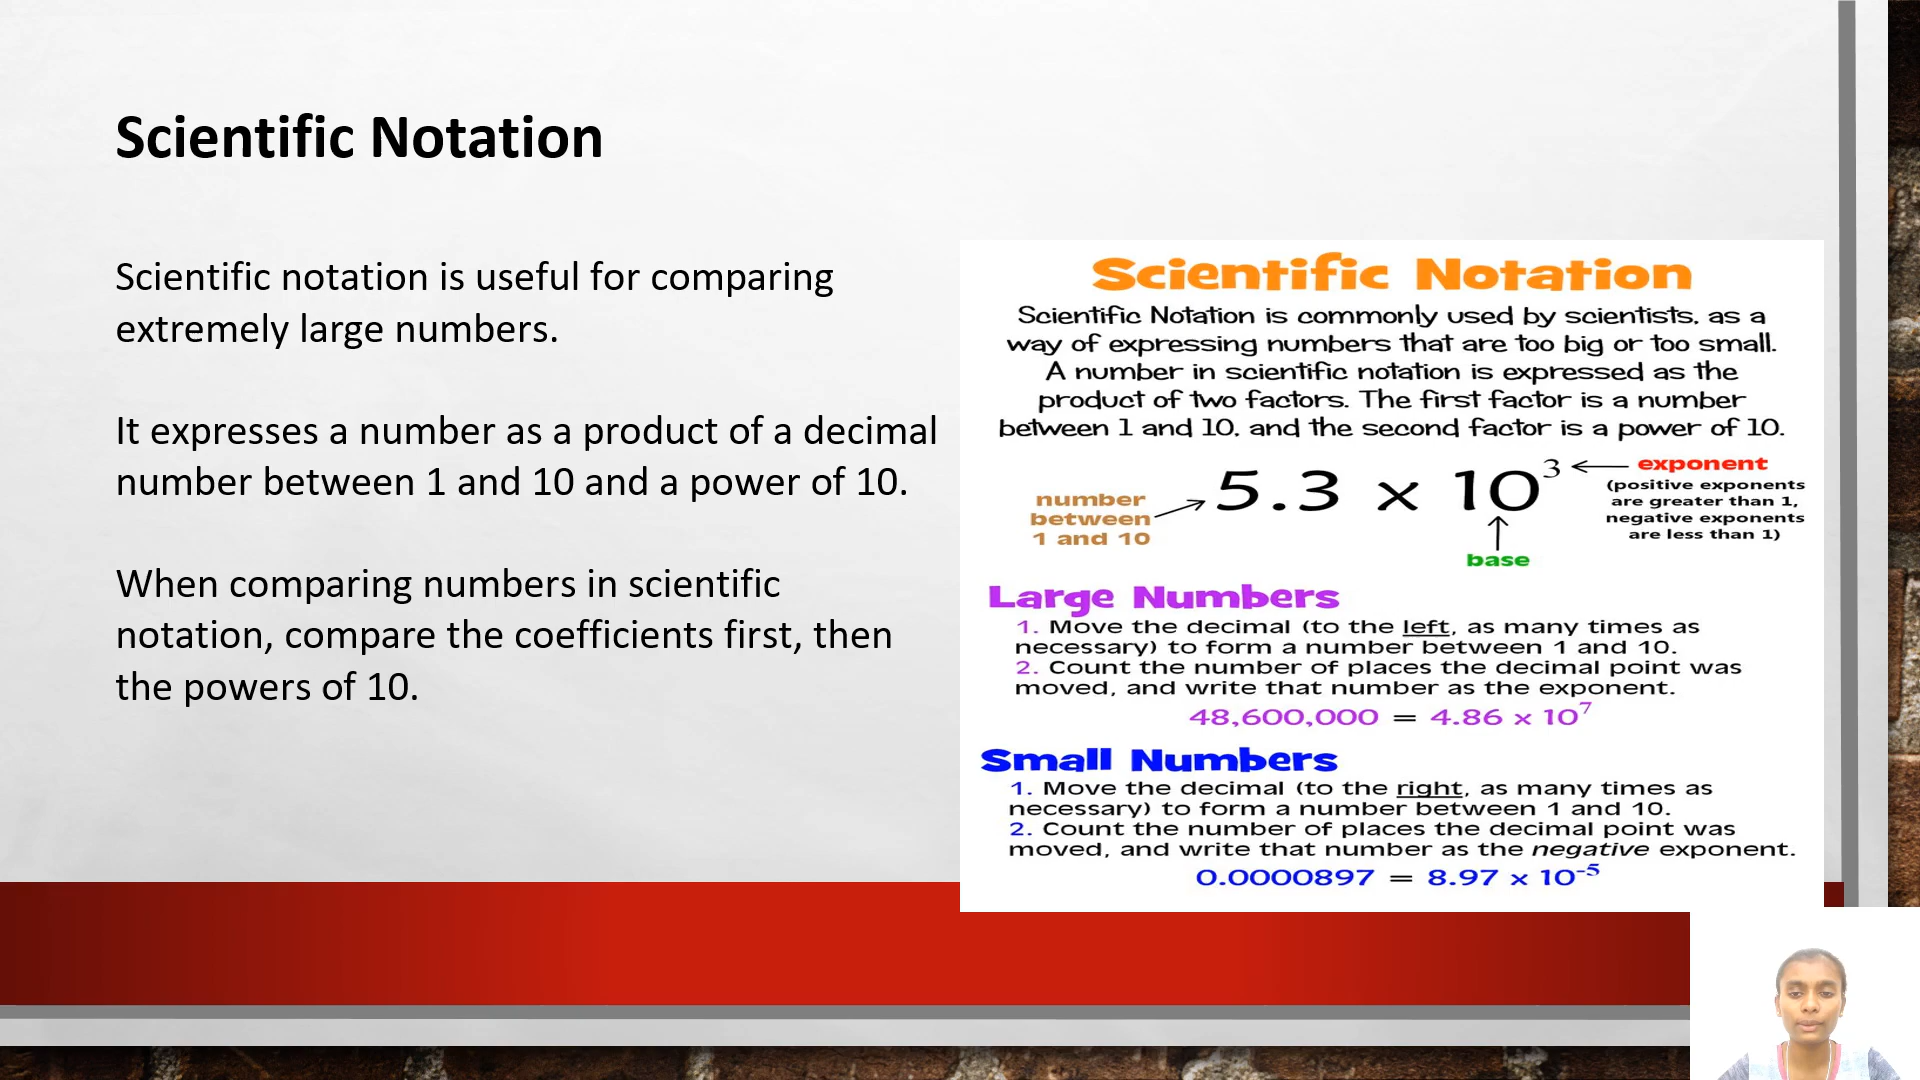 Scientific Notation
Scientific notation is useful for comparing
extremely large numbers.
It expresses a number as a product of a decimal
number between 1 and 10 and a power of 10.
When comparing numbers in scientific
notation, compare the coefficients first, then
the powers of 10.
Scientific Notation
Scientific Notation is commonly used by scientists, as a
way of expressing numbers that are too big or too small.
A number in scientific notation is expressed as the
product of two factors. The first factor is a number
between 1 and 10, and the second factor is a power of 10.
number
between
1 and 10
5.3 x 10³
exponent
(positive exponents
are greater than 1,
negative exponents
are less than 1)
base
Large Numbers
1. Move the decimal (to the left, as many times as
necessary) to form a number between 1 and 10.
2. Count the number of places the decimal point was
moved, and write that number as the exponent.
48,600,000 = 4.86 x 10⁷
Small Numbers
1. Move the decimal (to the right, as many times as
necessary) to form a number between 1 and 10.
2. Count the number of places the decimal point was
moved, and write that number as the negative exponent.
0.0000897 = 8.97 x 10⁻⁵